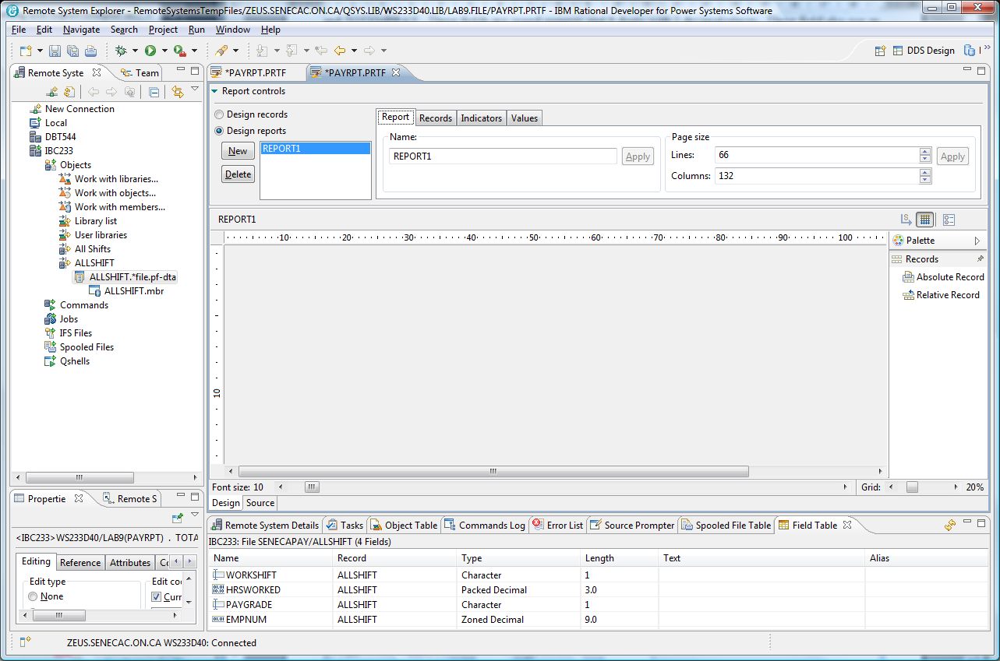 Remote System Explorer - RemoteSystemsTempFiles/ZEUS.SENECAC.ON.CA/QSYS.LIB/WS233D40.LIB/LAB9.FILE/PAYRPT.PRTF - IBM Rational Developer for Power Systems Software
File Edit Navigate Search Project Run Window Help
DDS Design
Remote Syste
Team
New Connection
Local
DBT544
IBC233
Objects
Work with libraries...
Work with objects...
Work with members...
Library list
User libraries
All Shifts
ALLSHIFT
ALLSHIFT.*file.pf-dta
ALLSHIFT.mbr
Commands
Jobs
IFS Files
Spooled Files
Qshells
*PAYRPT.PRTF
*PAYRPT.PRTF
Report controls
Design records
Design reports
New
Delete
REPORT1
Report Records Indicators Values
Name:
REPORT1
Apply
Page size
Lines: 66
Apply
Columns: 132
REPORT1
10 20 30 40 50 60 70 80 90 100
10
Palette
Records
Absolute Record
Relative Record
Font size: 10
Grid:
20%
Design Source
Propertie
Remote S
<IBC233>WS233D40/LAB9(PAYRPT) . TOTA
Editing Reference Attributes
Edit type
None
Edit co
Curr
Remote System Details Tasks Object Table Commands Log Error List Source Prompter Spooled File Table Field Table
IBC233: File SENECAPAY/ALLSHIFT (4 Fields)
Name Record Type Length Text Alias
WORKSHIFT ALLSHIFT Character 1
HRSWORKED ALLSHIFT Packed Decimal 3.0
PAYGRADE ALLSHIFT Character 1
EMPNUM ALLSHIFT Zoned Decimal 9.0
ZEUS.SENECAC.ON.CA WS233D40: Connected